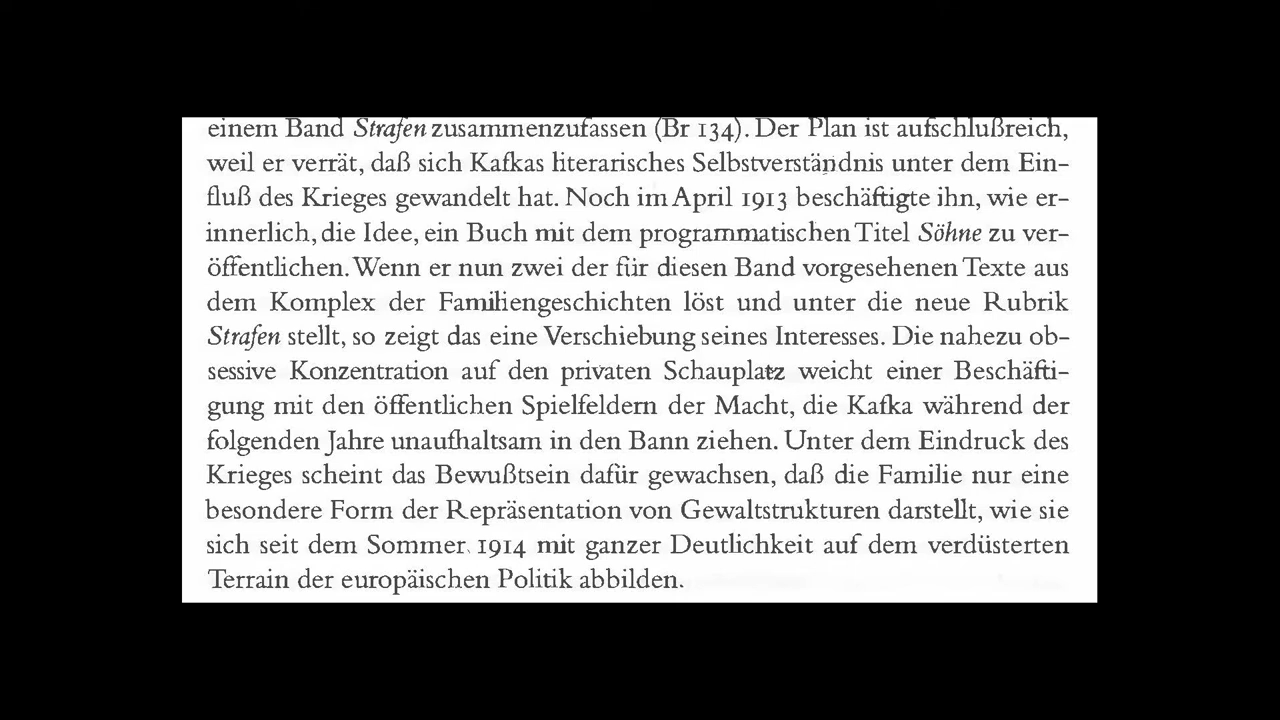 einem Band Strafen zusammenzufassen (Br 134). Der Plan ist aufschlußreich,
weil er verrät, daß sich Kafkas literarisches Selbstverständnis unter dem Ein-
fluß des Krieges gewandelt hat. Noch im April 1913 beschäftigte ihn, wie er-
innerlich, die Idee, ein Buch mit dem programmatischen Titel Söhne zu ver-
öffentlichen. Wenn er nun zwei der für diesen Band vorgesehenen Texte aus
dem Komplex der Familiengeschichten löst und unter die neue Rubrik
Strafen stellt, so zeigt das eine Verschiebung seines Interesses. Die nahezu ob-
sessive Konzentration auf den privaten Schauplatz weicht einer Beschäfti-
gung mit den öffentlichen Spielfeldern der Macht, die Kafka während der
folgenden Jahre unaufhaltsam in den Bann ziehen. Unter dem Eindruck des
Krieges scheint das Bewußtsein dafür gewachsen, daß die Familie nur eine
besondere Form der Repräsentation von Gewaltstrukturen darstellt, wie sie
sich seit dem Sommer 1914 mit ganzer Deutlichkeit auf dem verdüsterten
Terrain der europäischen Politik abbilden.